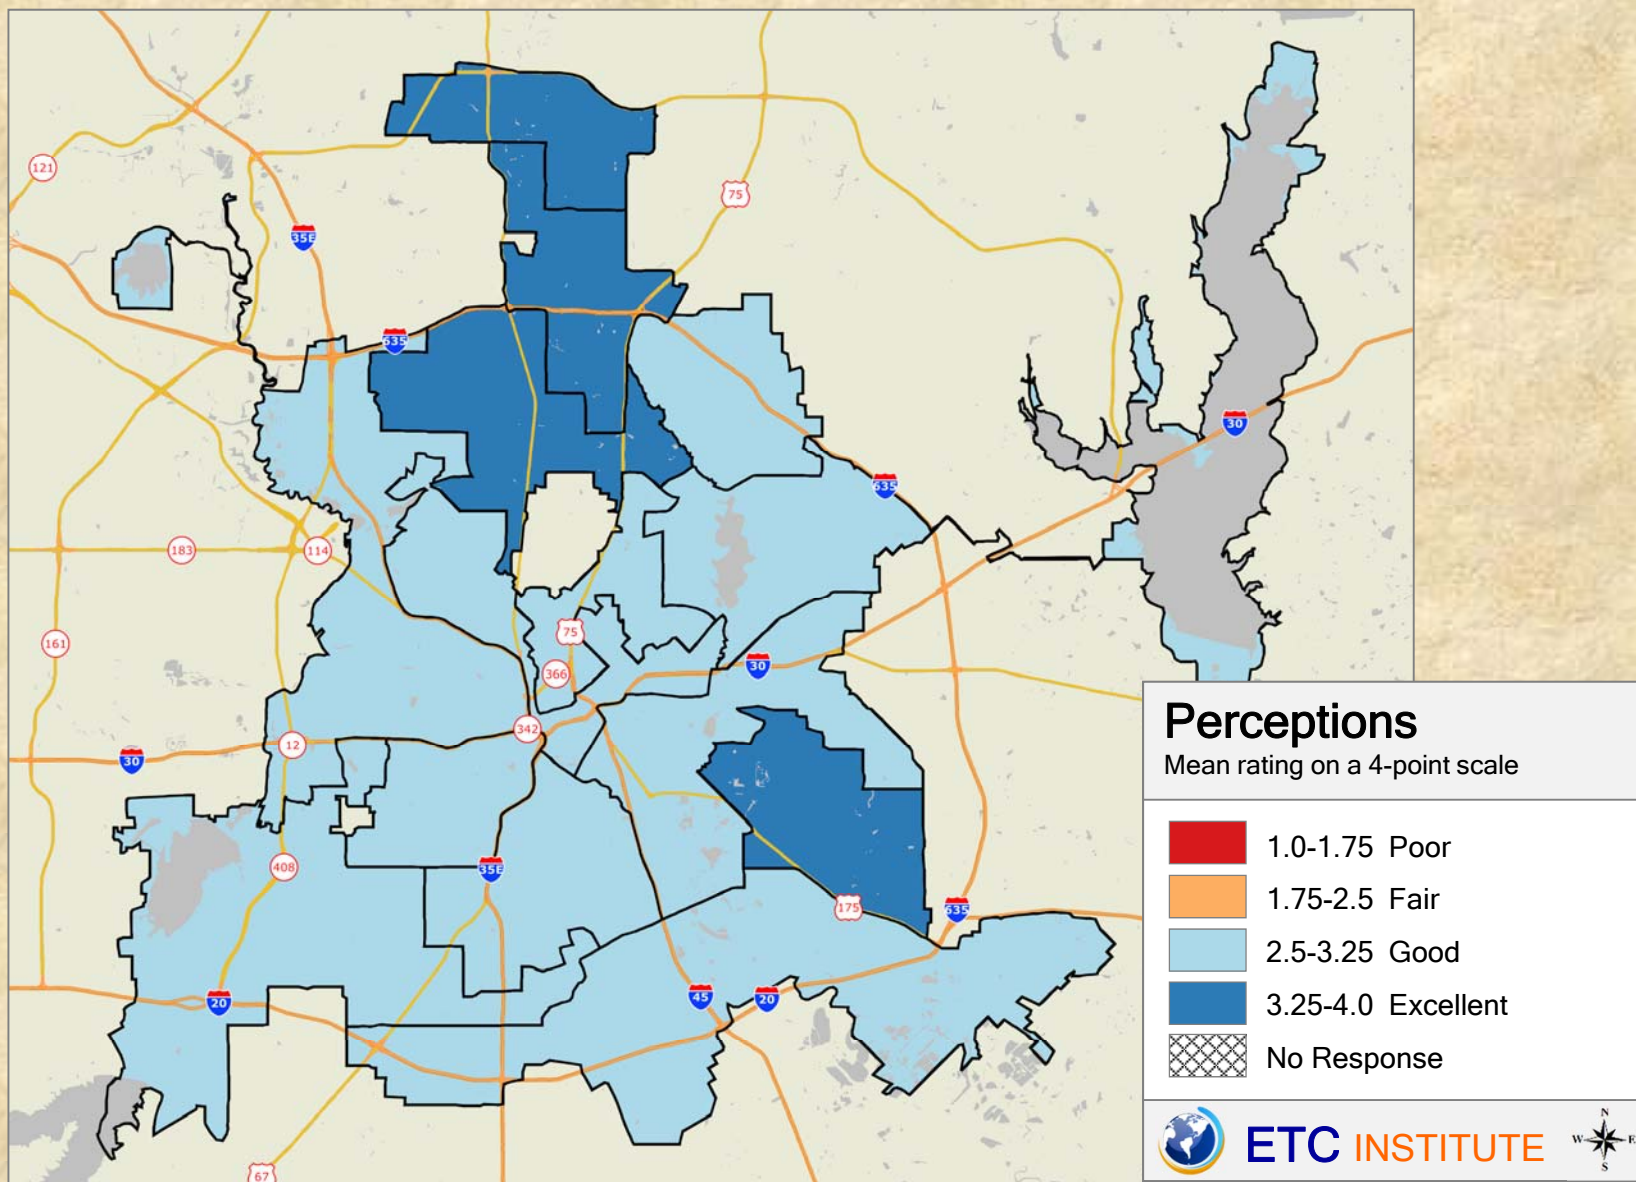 121
75
35E
635
30
635
183
114
161
75
366
30
342
12
30
408
35E
175
635
20
45
20
67
Perceptions
Mean rating on a 4-point scale
1.0-1.75 Poor
1.75-2.5 Fair
2.5-3.25 Good
3.25-4.0 Excellent
No Response
ETC INSTITUTE
N
W E
S